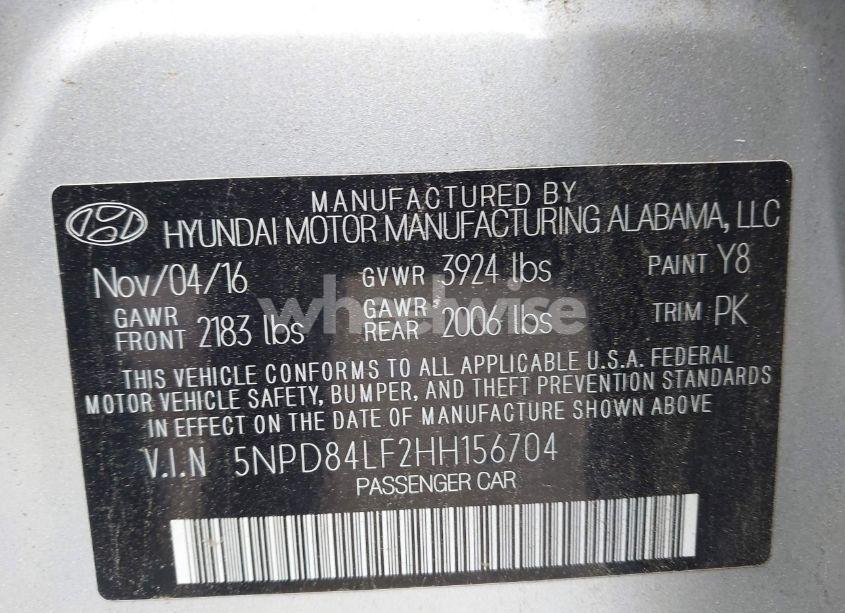 MANUFACTURED BY
HYUNDAI MOTOR MANUFACTURING ALABAMA, LLC
Nov/04/16 GVWR 3924 lbs PAINT Y8
GAWR FRONT 2183 lbs GAWR REAR 2006 lbs TRIM PK
THIS VEHICLE CONFORMS TO ALL APPLICABLE U.S.A. FEDERAL
MOTOR VEHICLE SAFETY, BUMPER, AND THEFT PREVENTION STANDARDS
IN EFFECT ON THE DATE OF MANUFACTURE SHOWN ABOVE
V.I.N 5NPD84LF2HH156704
PASSENGER CAR
wheelwise